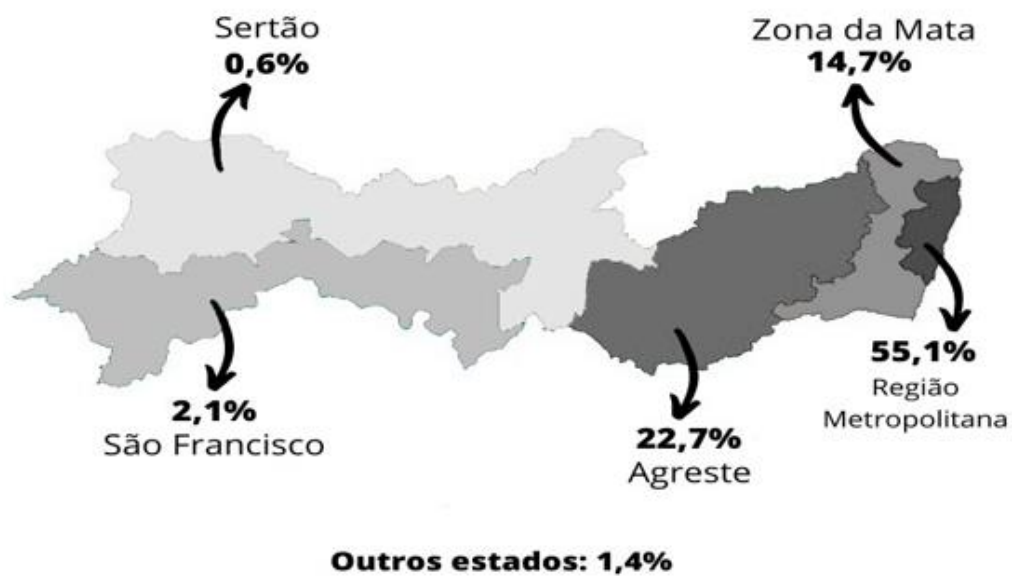 Sertão
0,6%
Zona da Mata
14,7%
55,1%
Região
Metropolitana
2,1%
São Francisco
22,7%
Agreste
Outros estados: 1,4%